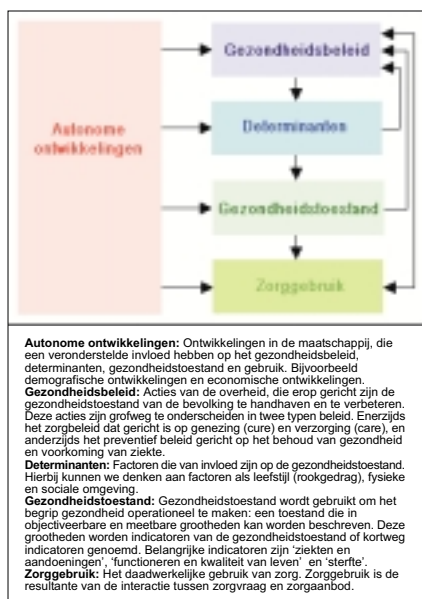 Gezondheidsbeleid
Autonome
ontwikkelingen
Determinanten
Gezondheidstoestand
Zorggebruik
Autonome ontwikkelingen: Ontwikkelingen in de maatschappij, die
een veronderstelde invloed hebben op het gezondheidsbeleid,
determinanten, gezondheidstoestand en gebruik. Bijvoorbeeld
demografische ontwikkelingen en economische ontwikkelingen.
Gezondheidsbeleid: Acties van de overheid, die erop gericht zijn de
gezondheidstoestand van de bevolking te handhaven en te verbeteren.
Deze acties zijn grofweg te onderscheiden in twee typen beleid. Enerzijds
het zorgbeleid dat gericht is op genezing (cure) en verzorging (care), en
anderzijds het preventief beleid gericht op het behoud van gezondheid
en voorkoming van ziekte.
Determinanten: Factoren die van invloed zijn op de gezondheidstoestand.
Hierbij kunnen we denken aan factoren als leefstijl (rookgedrag), fysieke
en sociale omgeving.
Gezondheidstoestand: Gezondheidstoestand wordt gebruikt om het
begrip gezondheid operationeel te maken: een toestand die in
objectiveerbare en meetbare grootheden kan worden beschreven. Deze
grootheden worden indicatoren van de gezondheidstoestand of kortweg
indicatoren genoemd. Belangrijke indicatoren zijn 'ziekten en
aandoeningen', 'functioneren en kwaliteit van leven' en 'sterfte'.
Zorggebruik: Het daadwerkelijke gebruik van zorg. Zorggebruik is de
resultante van de interactie tussen zorgvraag en zorgaanbod.